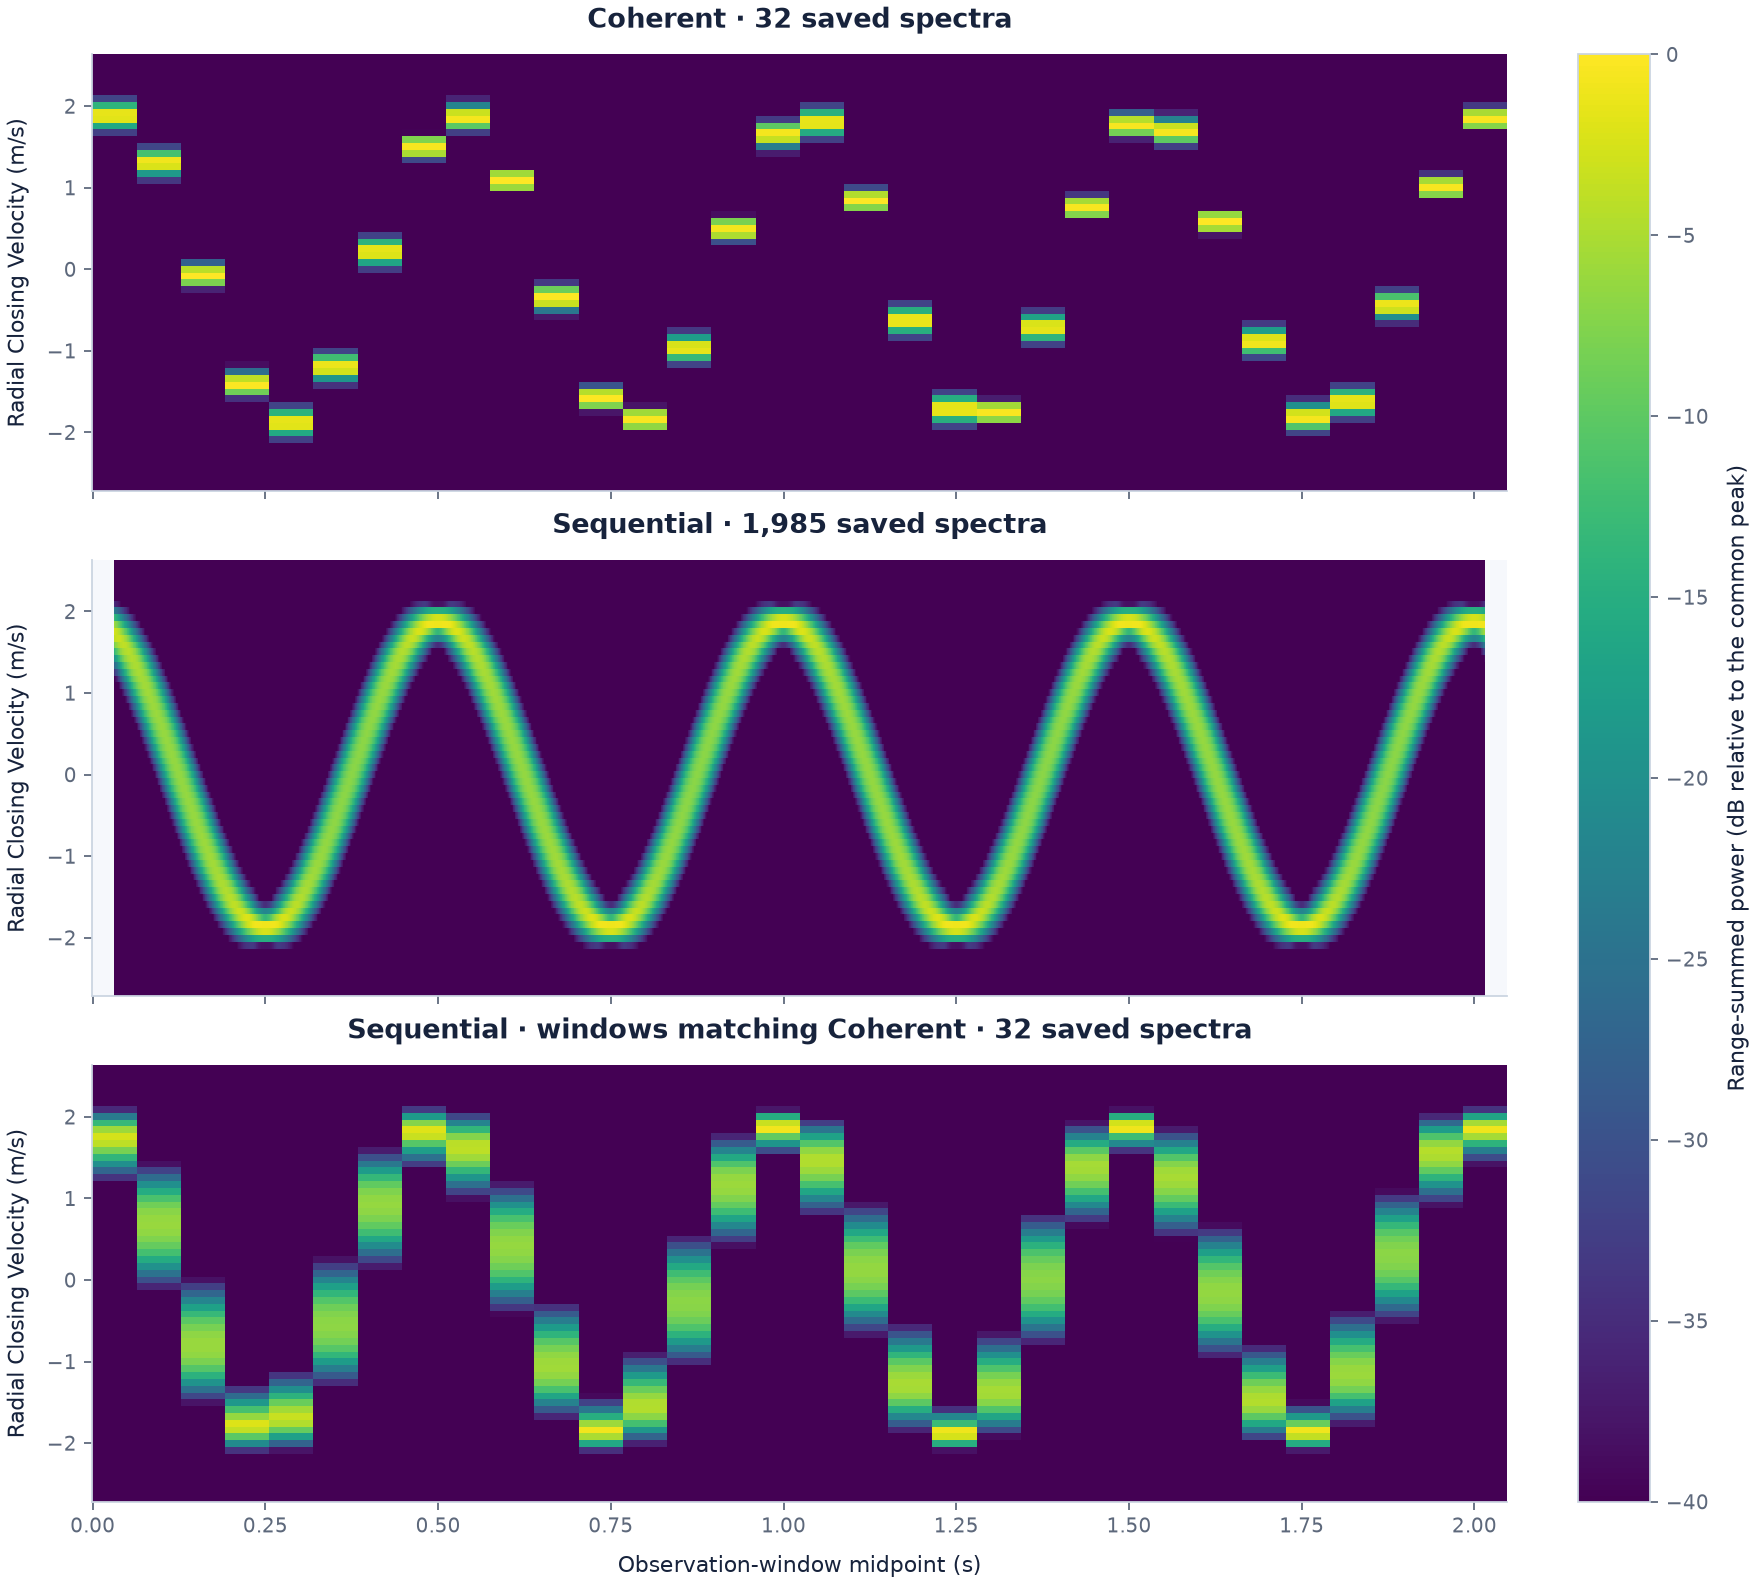 Coherent · 32 saved spectra
Radial Closing Velocity (m/s)
2
1
0
−1
−2
Sequential · 1,985 saved spectra
Radial Closing Velocity (m/s)
2
1
0
−1
−2
Sequential · windows matching Coherent · 32 saved spectra
Radial Closing Velocity (m/s)
2
1
0
−1
−2
0.00 0.25 0.50 0.75 1.00 1.25 1.50 1.75 2.00
Observation-window midpoint (s)
0
−5
−10
−15
−20
−25
−30
−35
−40
Range-summed power (dB relative to the common peak)